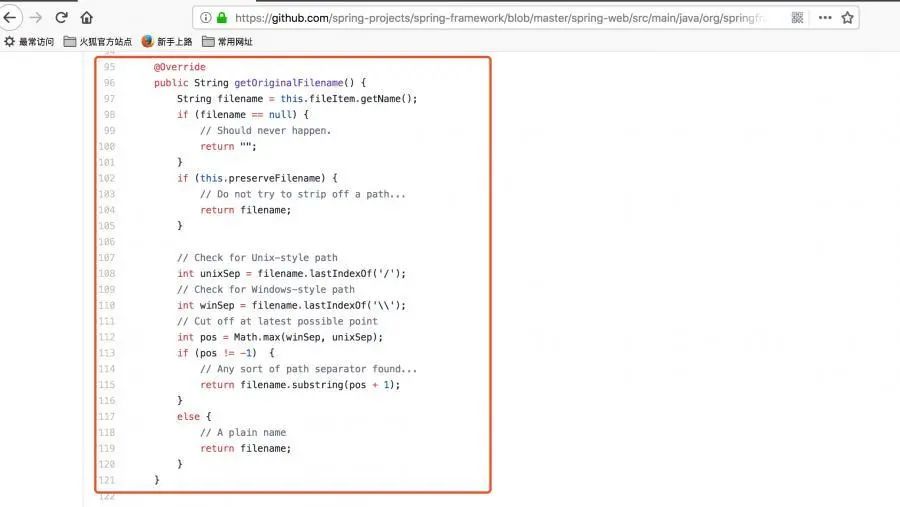 https://github.com/spring-projects/spring-framework/blob/master/spring-web/src/main/java/org/springfra
最常访问 火狐官方站点 新手上路 常用网址
95 @Override
96 public String getOriginalFilename() {
97 String filename = this.fileItem.getName();
98 if (filename == null) {
99 // Should never happen.
100 return "";
101 }
102 if (this.preserveFilename) {
103 // Do not try to strip off a path...
104 return filename;
105 }
106
107 // Check for Unix-style path
108 int unixSep = filename.lastIndexOf('/');
109 // Check for Windows-style path
110 int winSep = filename.lastIndexOf('\\');
111 // Cut off at latest possible point
112 int pos = Math.max(winSep, unixSep);
113 if (pos != -1)  {
114 // Any sort of path separator found...
115 return filename.substring(pos + 1);
116 }
117 else {
118 // A plain name
119 return filename;
120 }
121 }
122